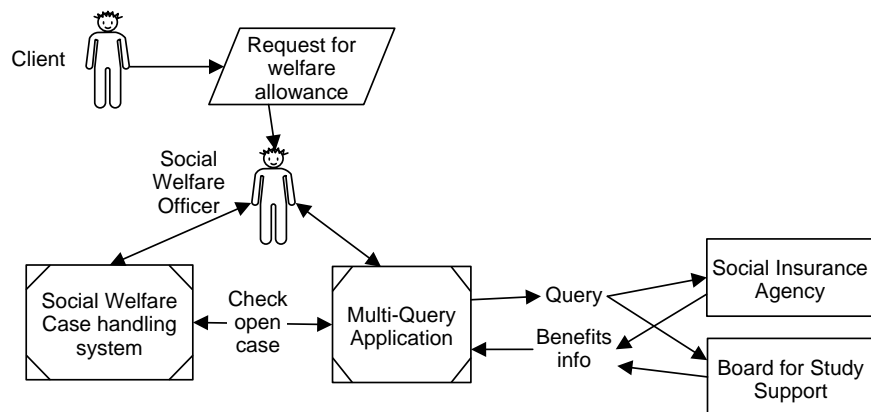 Client
Request for
welfare
allowance
Social
Welfare
Officer
Social Welfare
Case handling
system
Check
open
case
Multi-Query
Application
Query
Benefits
info
Social Insurance
Agency
Board for Study
Support